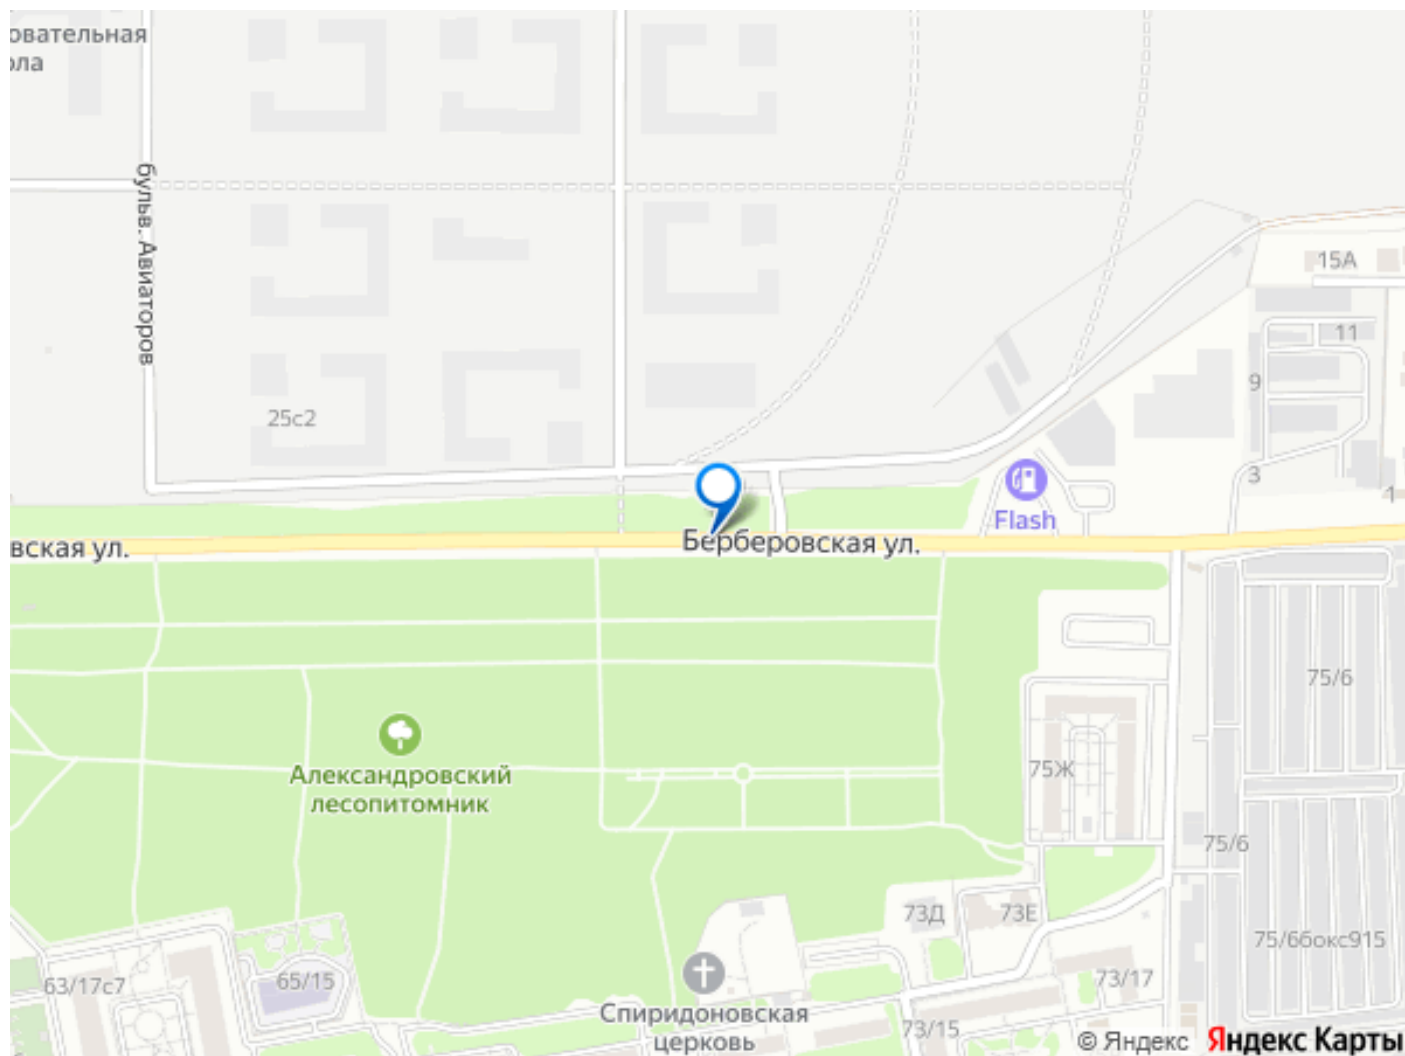 овательная
ола
бульв. Авиаторов
15А
11
9
25с2
3
1
Flash
вская ул.
Берберовская ул.
75/6
Александровский
лесопитомник
75Ж
75/6
73Д
73Е
75/6бокс915
63/17с7
65/15
73/17
Спиридоновская
церковь
73/15
© Яндекс Яндекс Карты